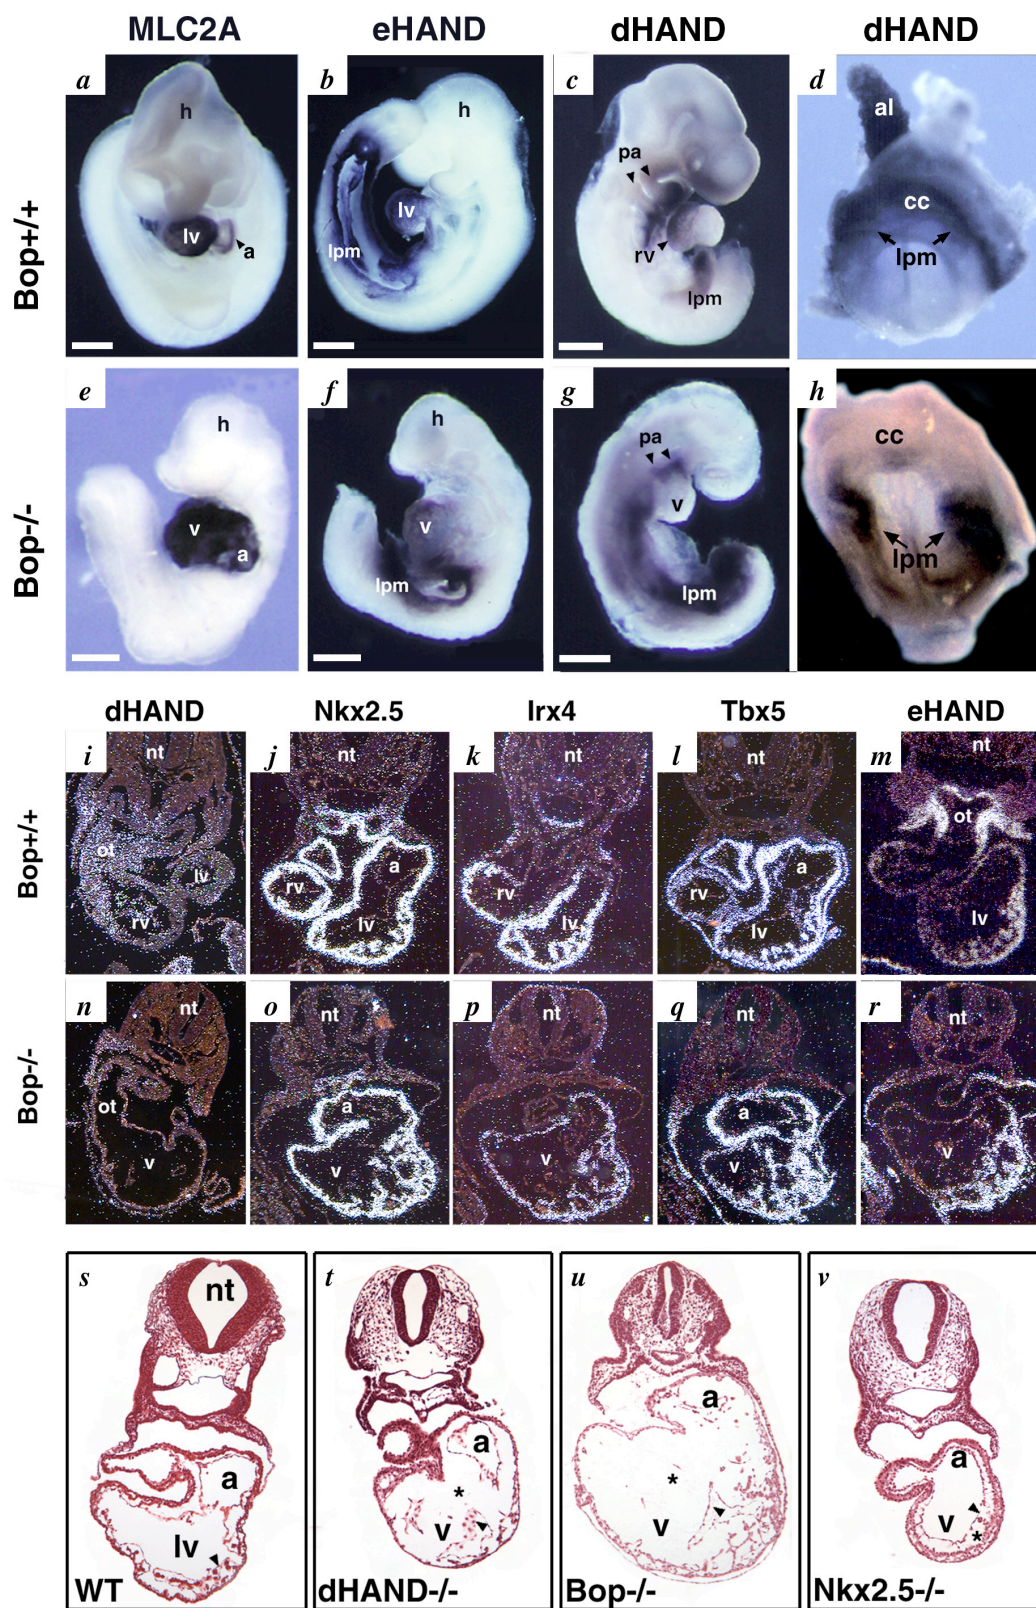 MLC2A eHAND dHAND dHAND
Bop+/+
a h lv a
b h lv lpm
c pa rv lpm
d al cc lpm
Bop-/-
e h v a
f h v lpm
g pa v lpm
h cc lpm
dHAND Nkx2.5 Irx4 Tbx5 eHAND
Bop+/+
i nt ot lv rv
j nt a rv lv
k nt rv lv
l nt a rv lv
m nt ot lv
Bop-/-
n nt ot v
o nt a v
p nt v
q nt a v
r nt v
s nt a lv WT
t a * v dHAND-/-
u a * v Bop-/-
v a v * Nkx2.5-/-